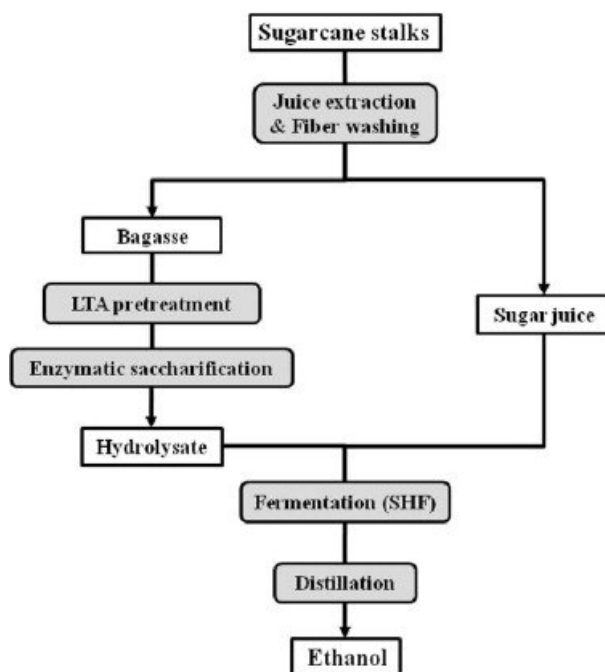 Sugarcane stalks
Juice extraction
& Fiber washing
Bagasse
LTA pretreatment
Sugar juice
Enzymatic saccharification
Hydrolysate
Fermentation (SHF)
Distillation
Ethanol